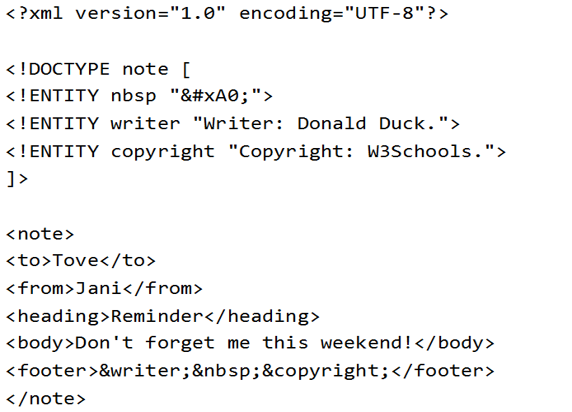 <?xml version="1.0" encoding="UTF-8"?>
<!DOCTYPE note [
<!ENTITY nbsp "&#xA0;">
<!ENTITY writer "Writer: Donald Duck.">
<!ENTITY copyright "Copyright: W3Schools.">
]>
<note>
<to>Tove</to>
<from>Jani</from>
<heading>Reminder</heading>
<body>Don't forget me this weekend!</body>
<footer>&writer;&nbsp;&copyright;</footer>
</note>